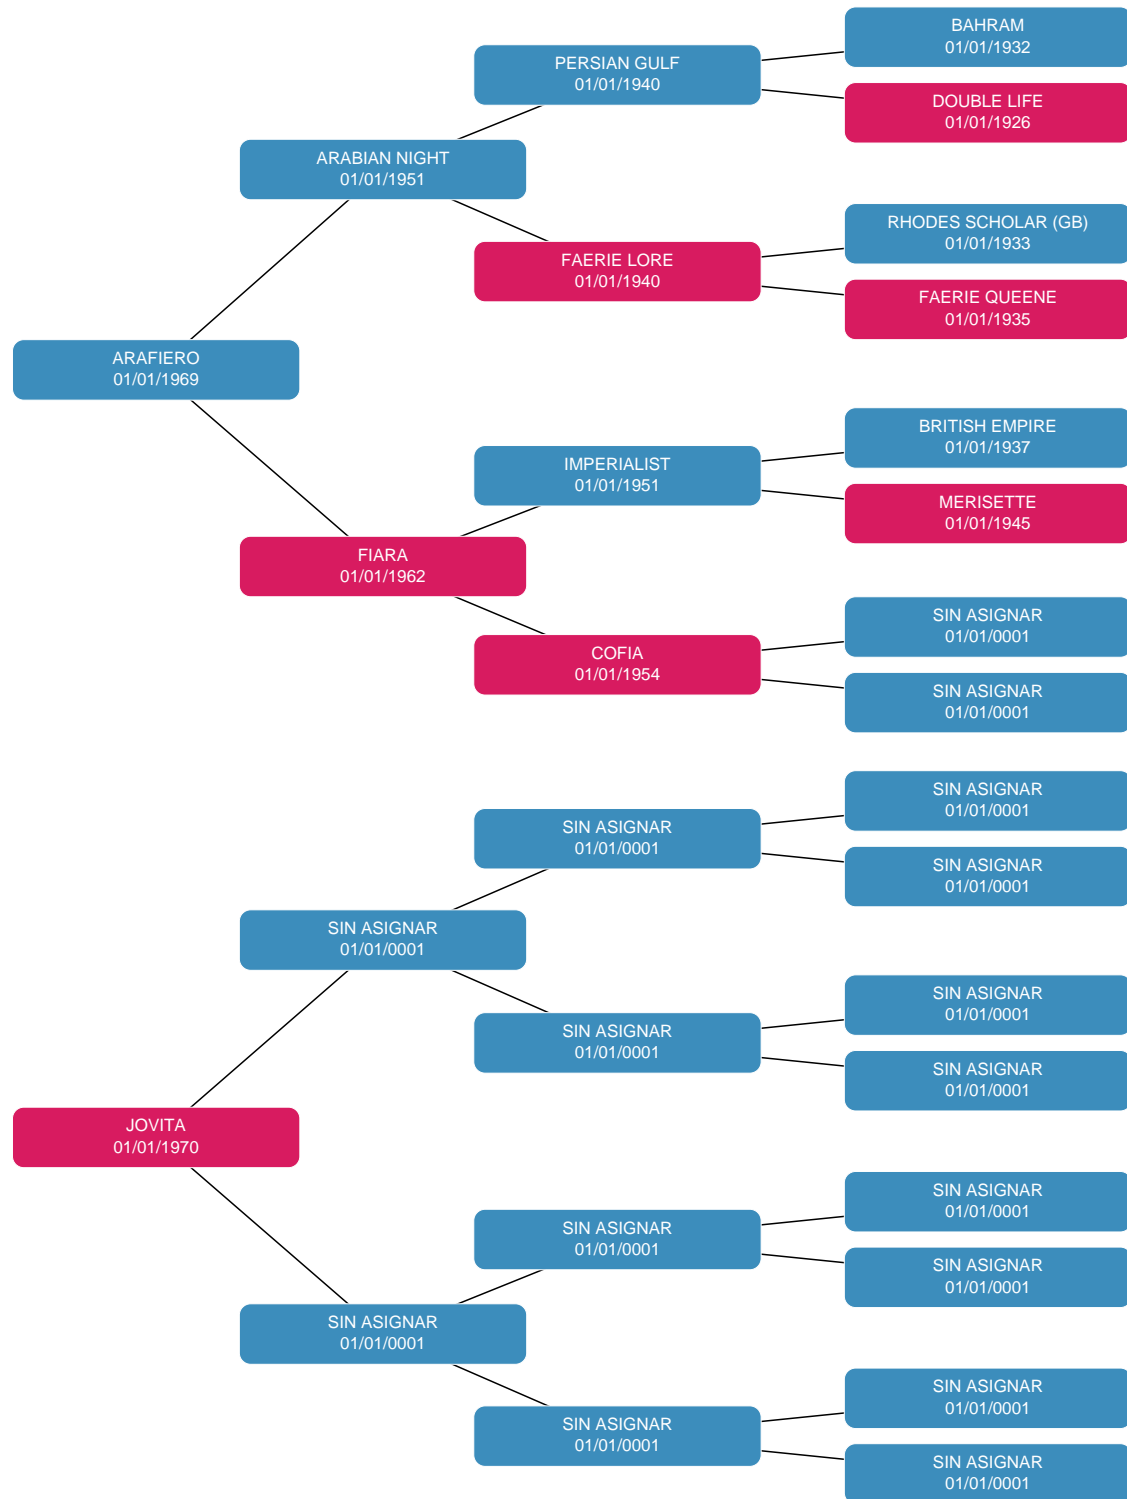 BAHRAM
01/01/1932
PERSIAN GULF
01/01/1940
DOUBLE LIFE
01/01/1926
ARABIAN NIGHT
01/01/1951
RHODES SCHOLAR (GB)
01/01/1933
FAERIE LORE
01/01/1940
FAERIE QUEENE
01/01/1935
ARAFIERO
01/01/1969
BRITISH EMPIRE
01/01/1937
IMPERIALIST
01/01/1951
MERISETTE
01/01/1945
FIARA
01/01/1962
SIN ASIGNAR
01/01/0001
COFIA
01/01/1954
SIN ASIGNAR
01/01/0001
SIN ASIGNAR
01/01/0001
SIN ASIGNAR
01/01/0001
SIN ASIGNAR
01/01/0001
SIN ASIGNAR
01/01/0001
SIN ASIGNAR
01/01/0001
SIN ASIGNAR
01/01/0001
SIN ASIGNAR
01/01/0001
JOVITA
01/01/1970
SIN ASIGNAR
01/01/0001
SIN ASIGNAR
01/01/0001
SIN ASIGNAR
01/01/0001
SIN ASIGNAR
01/01/0001
SIN ASIGNAR
01/01/0001
SIN ASIGNAR
01/01/0001
SIN ASIGNAR
01/01/0001